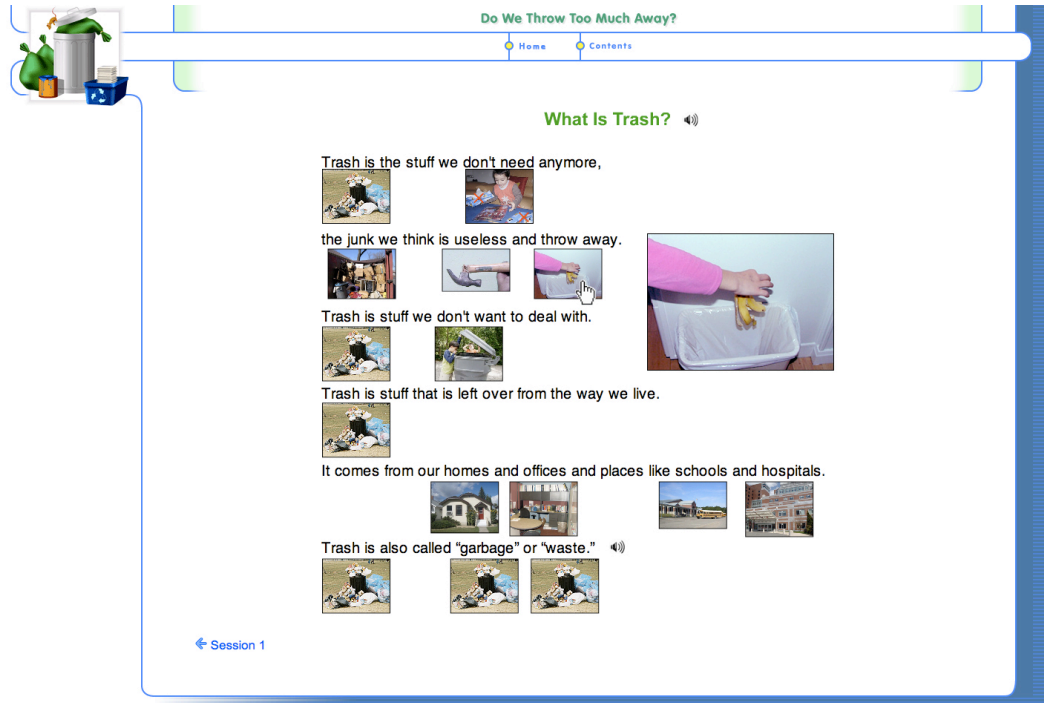 Do We Throw Too Much Away?
Home Contents
What Is Trash?
Trash is the stuff we don't need anymore,
the junk we think is useless and throw away.
Trash is stuff we don't want to deal with.
Trash is stuff that is left over from the way we live.
It comes from our homes and offices and places like schools and hospitals.
Trash is also called “garbage” or “waste.”
Session 1